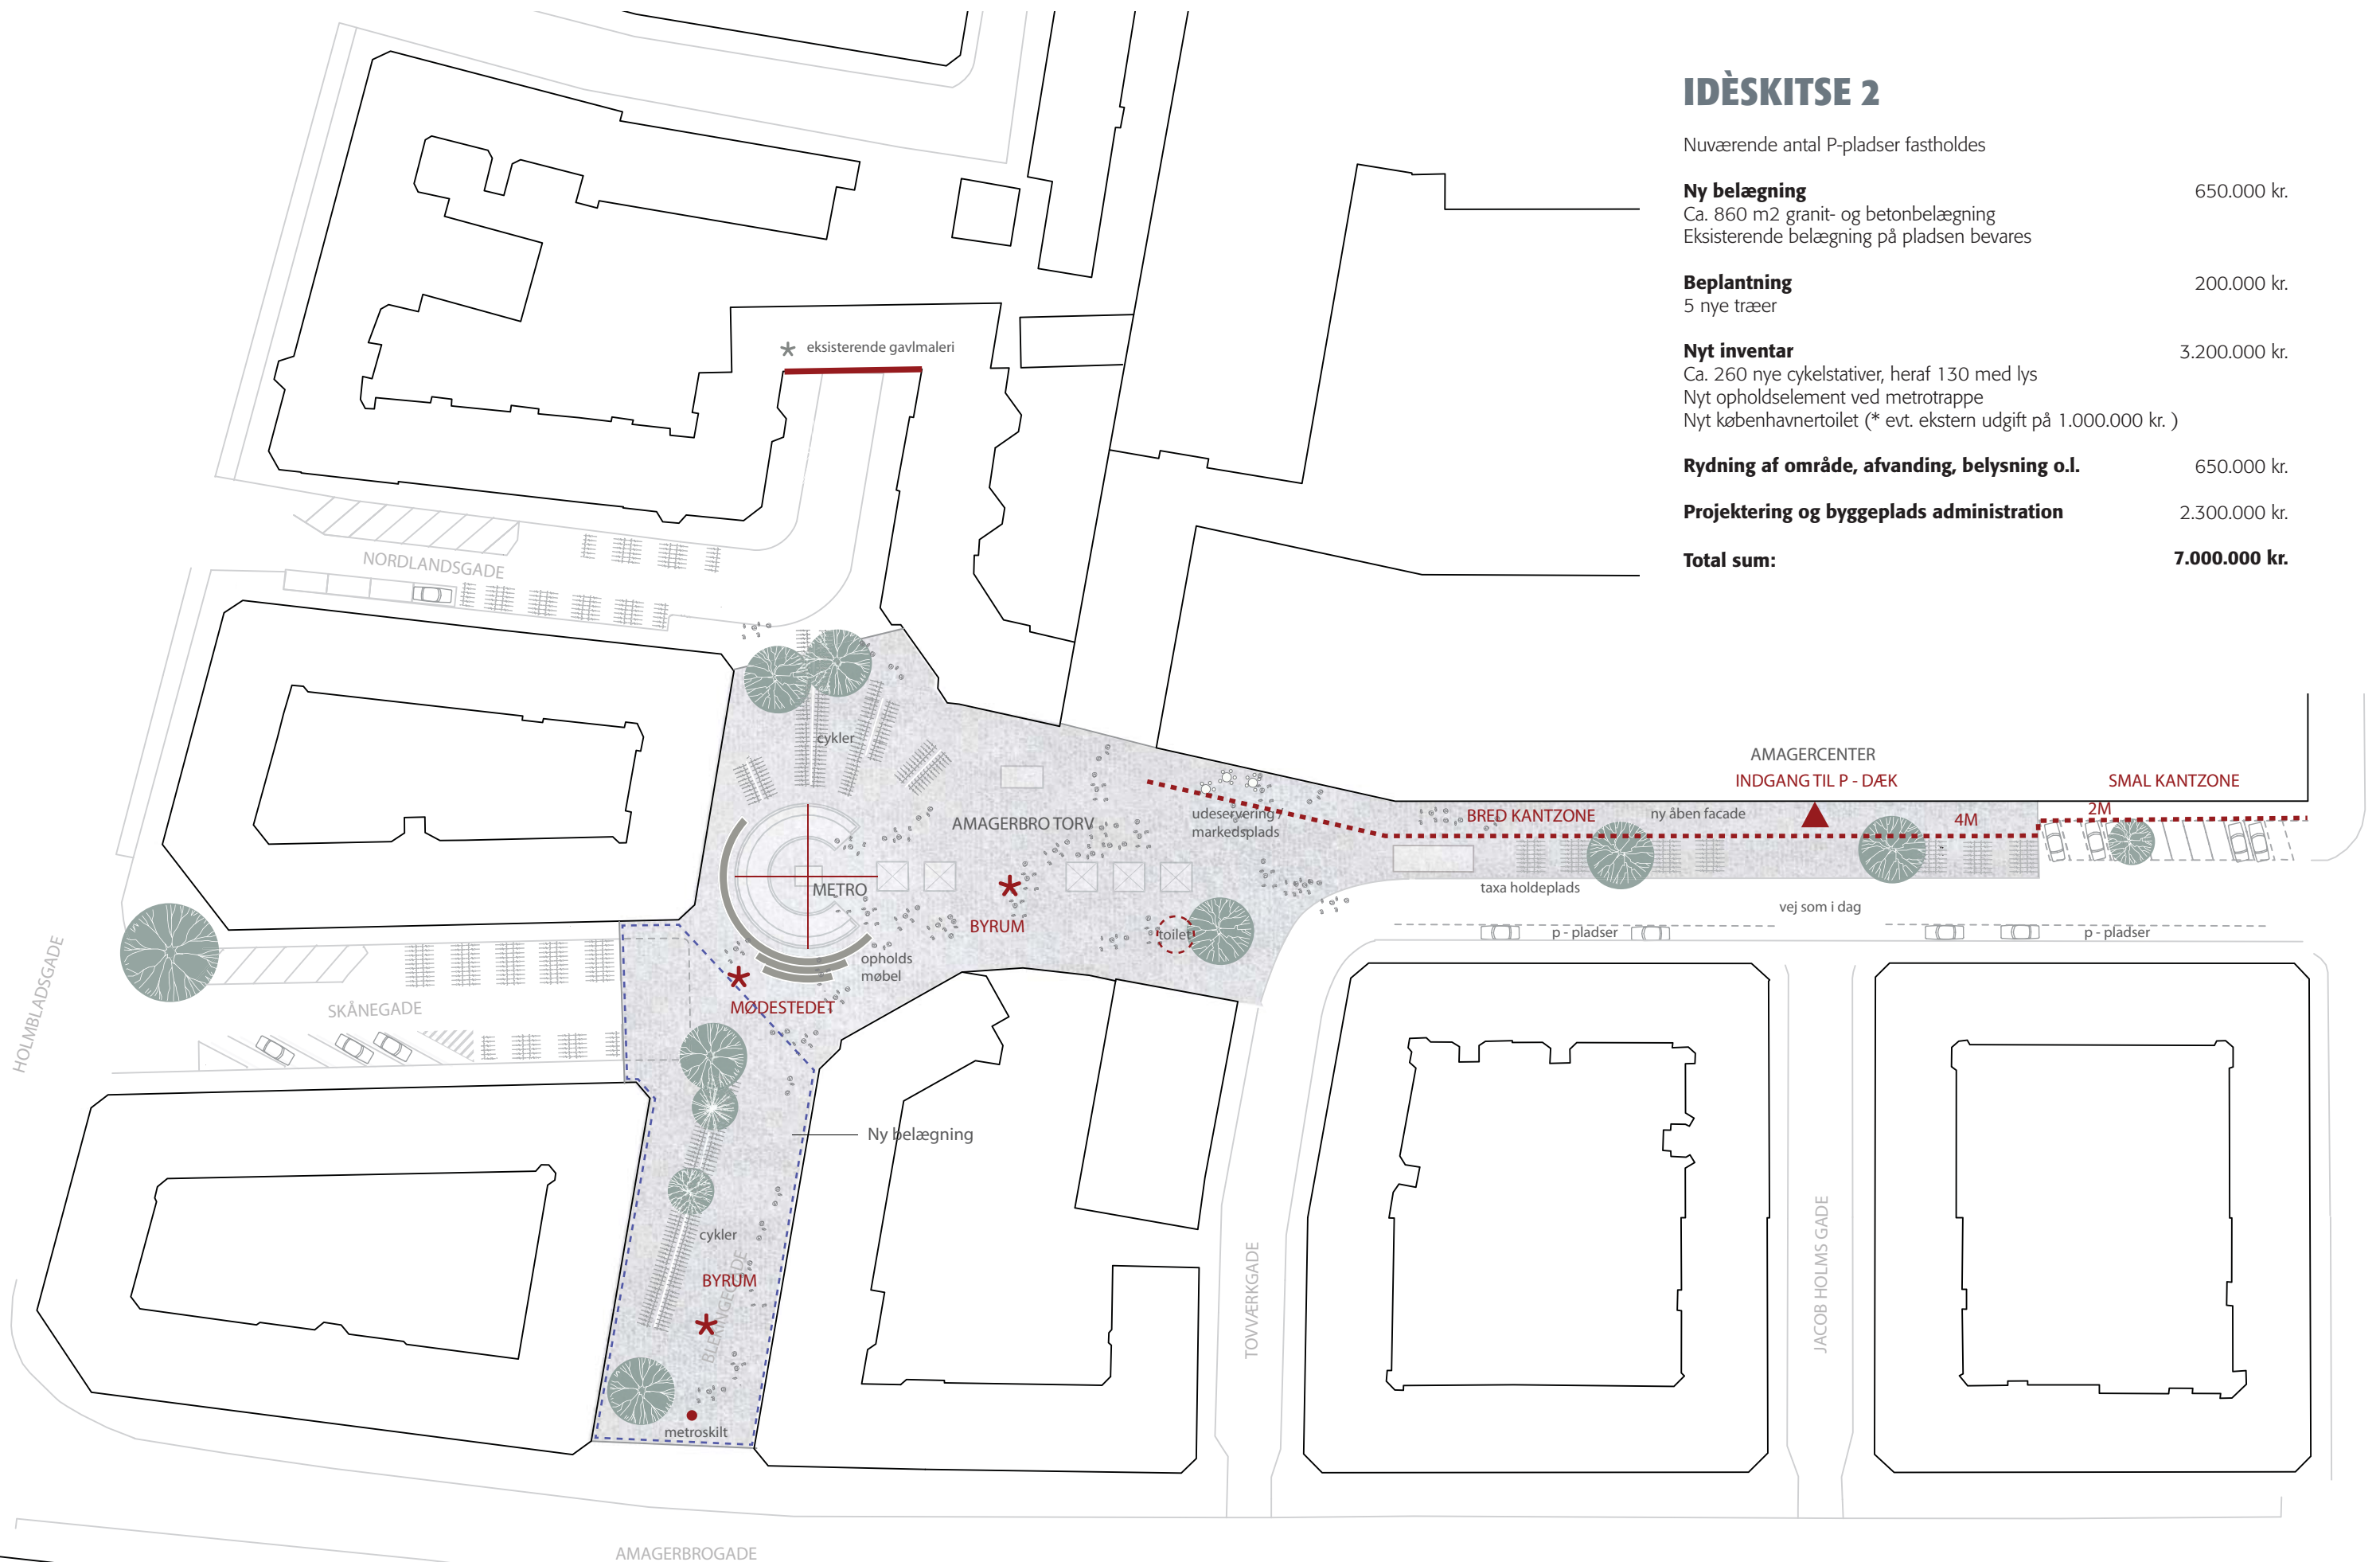 IDÈSKITSE 2
Nuværende antal P-pladser fastholdes
Ny belægning 650.000 kr.
Ca. 860 m2 granit- og betonbelægning
Eksisterende belægning på pladsen bevares
Beplantning 200.000 kr.
5 nye træer
Nyt inventar 3.200.000 kr.
Ca. 260 nye cykelstativer, heraf 130 med lys
Nyt opholdselement ved metrotrappe
Nyt københavnertoilet (* evt. ekstern udgift på 1.000.000 kr. )
Rydning af område, afvanding, belysning o.l. 650.000 kr.
Projektering og byggeplads administration 2.300.000 kr.
Total sum: 7.000.000 kr.
* eksisterende gavlmaleri
NORDLANDSGADE
cykler
AMAGERCENTER
INDGANG TIL P - DÆK
SMAL KANTZONE
2M
udeservering/
markedsplads
BRED KANTZONE
ny åben facade
4M
AMAGERBRO TORV
METRO
taxa holdeplads
vej som i dag
BYRUM
toilet
p - pladser
p - pladser
opholds
møbel
MØDESTEDET
SKÅNEGADE
HOLMBLADSGADE
Ny belægning
cykler
BYRUM
BLEKINGEGADE
metroskilt
TOVVÆRKGADE
JACOB HOLMS GADE
AMAGERBROGADE